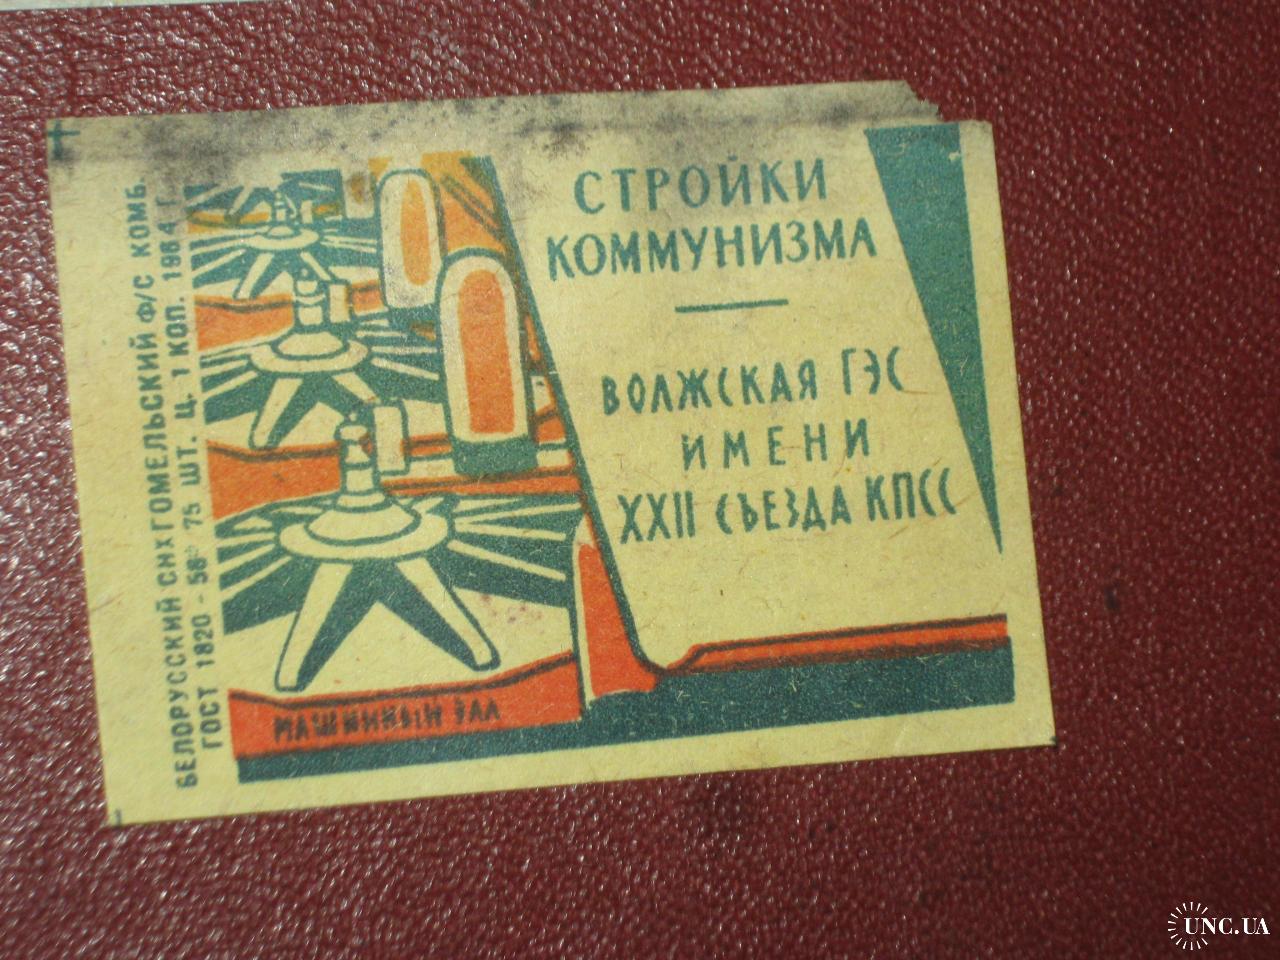 СТРОЙКИ
КОММУНИЗМА
ВОЛЖСКАЯ ГЭС
ИМЕНИ
XXII СЪЕЗДА КПСС
МАШИННЫЙ ЗАЛ
БЕЛОРУССКИЙ СНХ ГОМЕЛЬСКИЙ Ф/С КОМБ.
ГОСТ 1820-56 75 ШТ. Ц. 1 КОП. 1964 Г.
UNC.UA